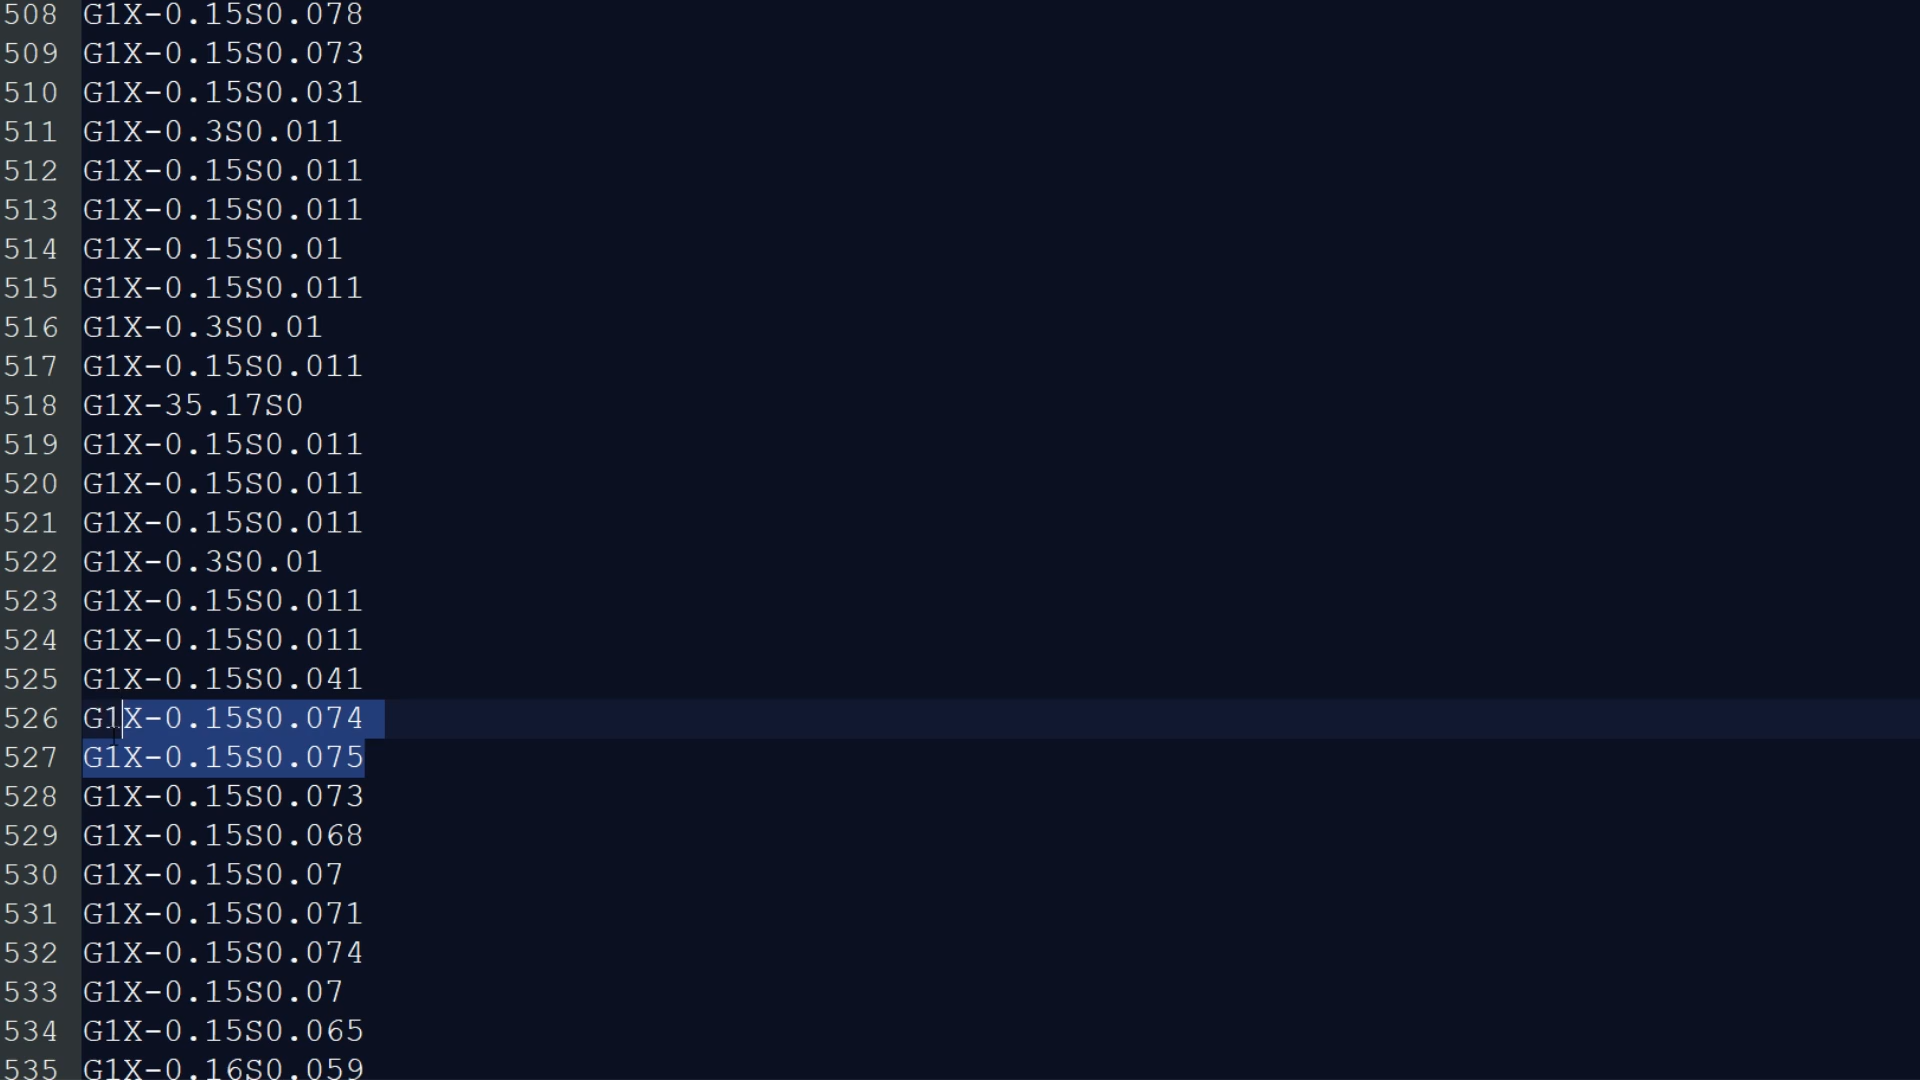 508 G1X-0.15S0.078
509 G1X-0.15S0.073
510 G1X-0.15S0.031
511 G1X-0.3S0.011
512 G1X-0.15S0.011
513 G1X-0.15S0.011
514 G1X-0.15S0.01
515 G1X-0.15S0.011
516 G1X-0.3S0.01
517 G1X-0.15S0.011
518 G1X-35.17S0
519 G1X-0.15S0.011
520 G1X-0.15S0.011
521 G1X-0.15S0.011
522 G1X-0.3S0.01
523 G1X-0.15S0.011
524 G1X-0.15S0.011
525 G1X-0.15S0.041
526 G1X-0.15S0.074
527 G1X-0.15S0.075
528 G1X-0.15S0.073
529 G1X-0.15S0.068
530 G1X-0.15S0.07
531 G1X-0.15S0.071
532 G1X-0.15S0.074
533 G1X-0.15S0.07
534 G1X-0.15S0.065
535 G1X-0.16S0.059